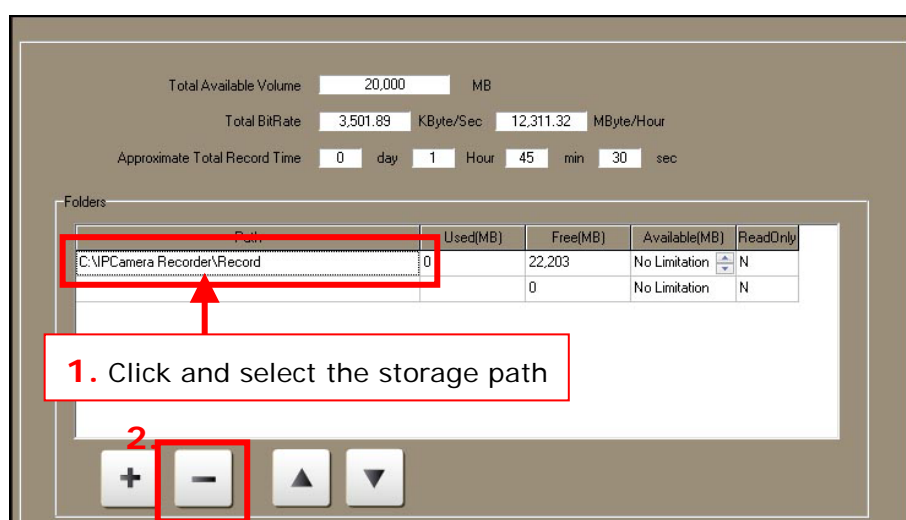 Total Available Volume 20,000 MB
Total BitRate 3,501.89 KByte/Sec 12,311.32 MByte/Hour
Approximate Total Record Time 0 day 1 Hour 45 min 30 sec
Folders
Path Used(MB) Free(MB) Available(MB) ReadOnly
C:\IPCamera Recorder\Record 0 22,203 No Limitation N
0 No Limitation N
1. Click and select the storage path
2.